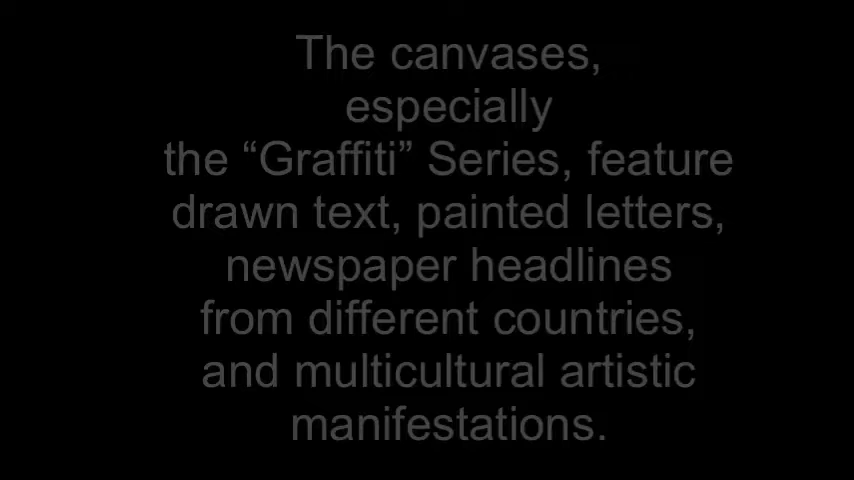 The canvases,
especially
the “Graffiti” Series, feature
drawn text, painted letters,
newspaper headlines
from different countries,
and multicultural artistic
manifestations.